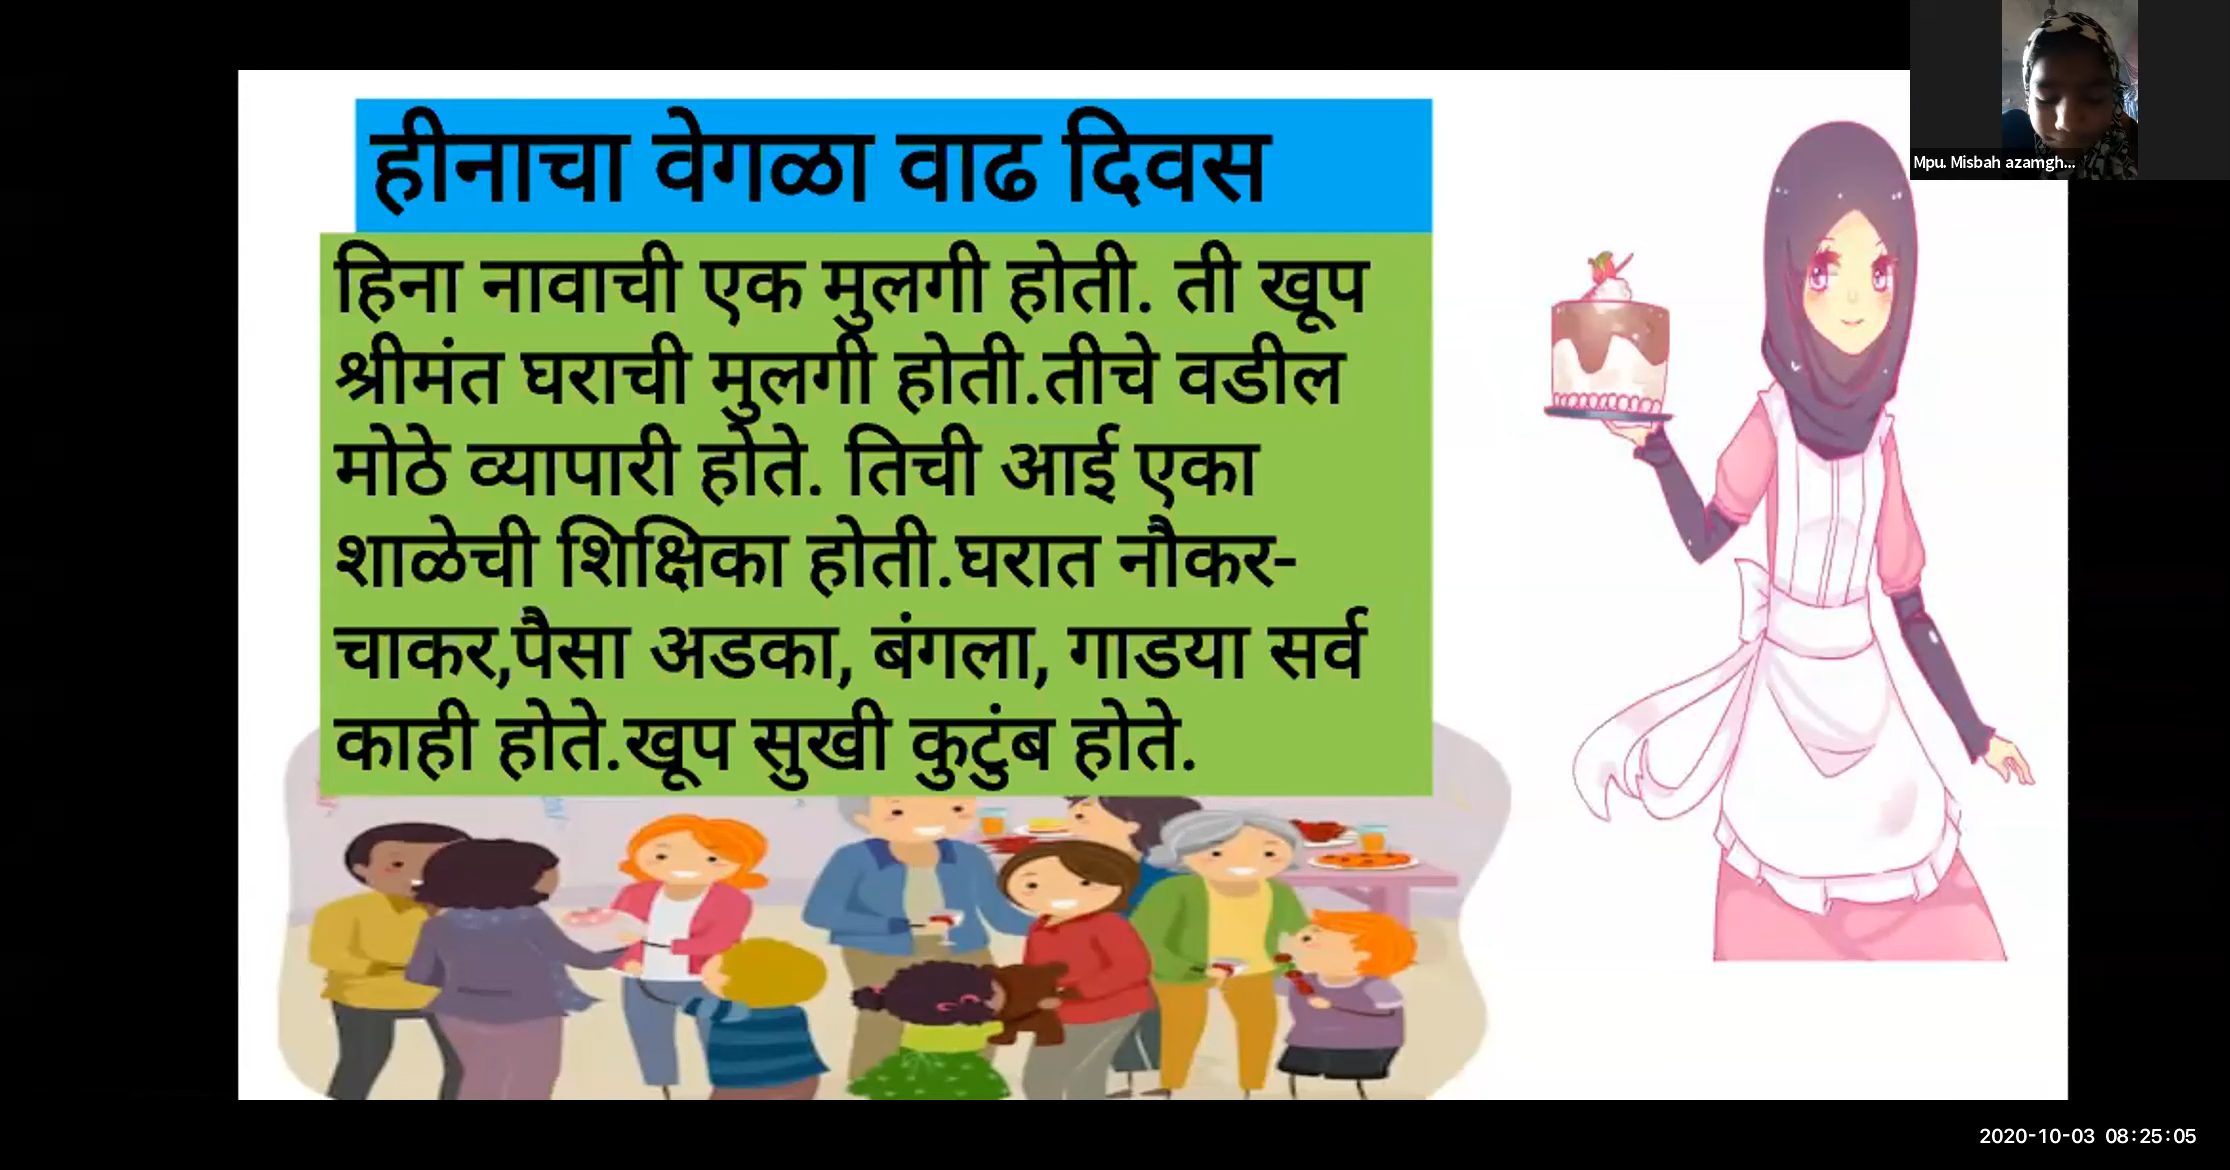 हीनाचा वेगळा वाढ दिवस
हिना नावाची एक मुलगी होती. ती खूप
श्रीमंत घराची मुलगी होती.तीचे वडील
मोठे व्यापारी होते. तिची आई एका
शाळेची शिक्षिका होती.घरात नौकर-
चाकर,पैसा अडका, बंगला, गाडया सर्व
काही होते.खूप सुखी कुटुंब होते.
Mpu. Misbah azamgh...
2020-10-03 08:25:05